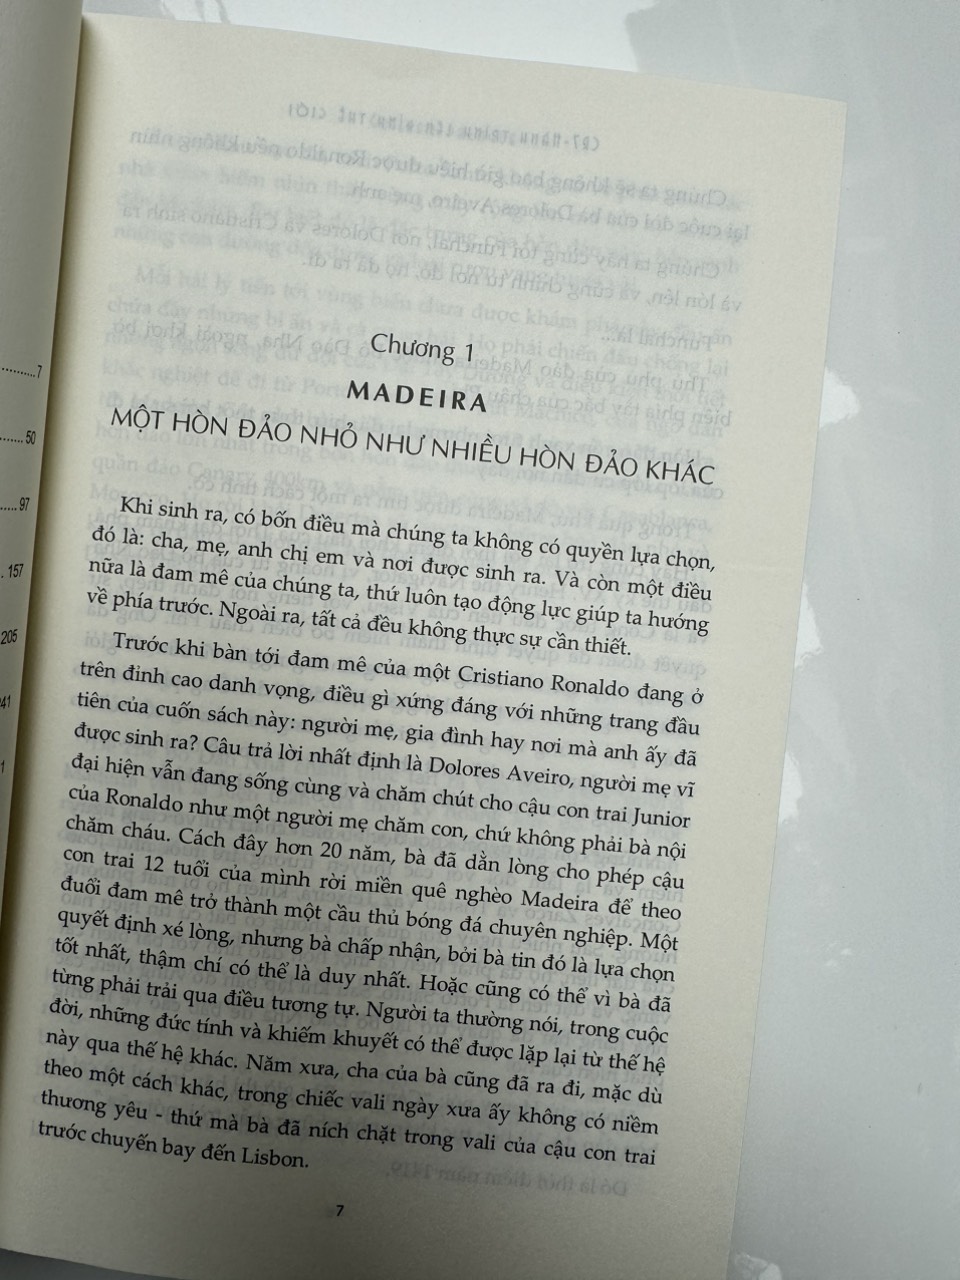 7
50
97
157
205
Chương 1
MADEIRA
MỘT HÒN ĐẢO NHỎ NHƯ NHIỀU HÒN ĐẢO KHÁC
Khi sinh ra, có bốn điều mà chúng ta không có quyền lựa chọn,
đó là: cha, mẹ, anh chị em và nơi được sinh ra. Và còn một điều
nữa là đam mê của chúng ta, thứ luôn tạo động lực giúp ta hướng
về phía trước. Ngoài ra, tất cả đều không thực sự cần thiết.
Trước khi bàn tới đam mê của một Cristiano Ronaldo đang ở
trên đỉnh cao danh vọng, điều gì xứng đáng với những trang đầu
tiên của cuốn sách này: người mẹ, gia đình hay nơi mà anh ấy đã
được sinh ra? Câu trả lời nhất định là Dolores Aveiro, người mẹ vĩ
đại hiện vẫn đang sống cùng và chăm chút cho cậu con trai Junior
của Ronaldo như một người mẹ chăm con, chứ không phải bà nội
chăm cháu. Cách đây hơn 20 năm, bà đã dằn lòng cho phép cậu
con trai 12 tuổi của mình rời miền quê nghèo Madeira để theo
đuổi đam mê trở thành một cầu thủ bóng đá chuyên nghiệp. Một
quyết định xé lòng, nhưng bà chấp nhận, bởi bà tin đó là lựa chọn
tốt nhất, thậm chí có thể là duy nhất. Hoặc cũng có thể vì bà đã
từng phải trải qua điều tương tự. Người ta thường nói, trong cuộc
đời, những đức tính và khiếm khuyết có thể được lặp lại từ thế hệ
này qua thế hệ khác. Năm xưa, cha của bà cũng đã ra đi, mặc dù
theo một cách khác, trong chiếc vali ngày xưa ấy không có niềm
thương yêu - thứ mà bà đã ních chặt trong vali của cậu con trai
trước chuyến bay đến Lisbon.
7